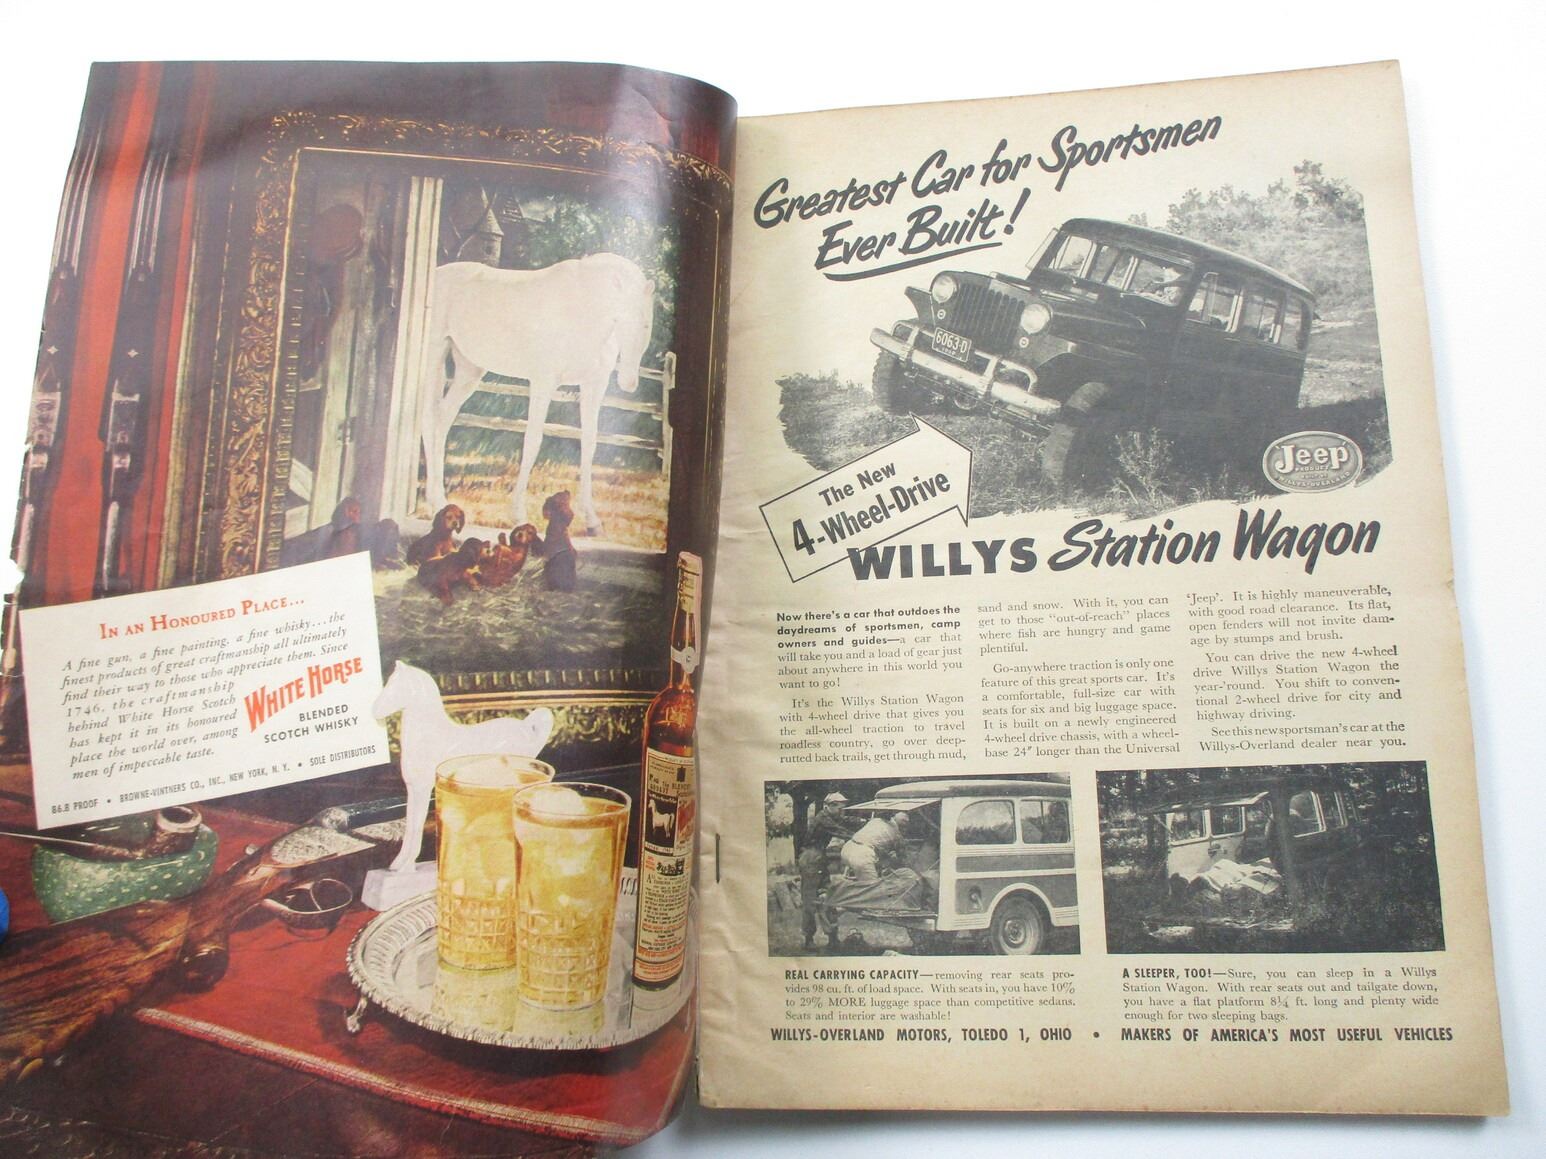 IN AN HONOURED PLACE...
A fine gun, a fine painting, a fine whisky...the
finest products of great craftmanship all ultimately
find their way to those who appreciate them. Since
1746, the craftmanship
behind White Horse Scotch
has kept it in its honoured
place the world over, among
men of impeccable taste.
WHITE HORSE
BLENDED
SCOTCH WHISKY
86.8 PROOF • BROWNE-VINTNERS CO., INC., NEW YORK, N. Y. • SOLE DISTRIBUTORS
Greatest Car for Sportsmen
Ever Built!
6063-D
Jeep
PRODUCT
WILLYS-OVERLAND
The New
4-Wheel-Drive
WILLYS Station Wagon
Now there's a car that outdoes the
daydreams of sportsmen, camp
owners and guides—a car that
will take you and a load of gear just
about anywhere in this world you
want to go!
It's the Willys Station Wagon
with 4-wheel drive that gives you
the all-wheel traction to travel
roadless country, go over deep-
rutted back trails, get through mud,
sand and snow. With it, you can
get to those "out-of-reach" places
where fish are hungry and game
plentiful.
Go-anywhere traction is only one
feature of this great sports car. It's
a comfortable, full-size car with
seats for six and big luggage space.
It is built on a newly engineered
4-wheel drive chassis, with a wheel-
base 24" longer than the Universal
'Jeep'. It is highly maneuverable,
with good road clearance. Its flat,
open fenders will not invite dam-
age by stumps and brush.
You can drive the new 4-wheel
drive Willys Station Wagon the
year-'round. You shift to conven-
tional 2-wheel drive for city and
highway driving.
See this new sportsman's car at the
Willys-Overland dealer near you.
REAL CARRYING CAPACITY—removing rear seats pro-
vides 98 cu. ft. of load space. With seats in, you have 10%
to 29% MORE luggage space than competitive sedans.
Seats and interior are washable!
A SLEEPER, TOO!—Sure, you can sleep in a Willys
Station Wagon. With rear seats out and tailgate down,
you have a flat platform 8¼ ft. long and plenty wide
enough for two sleeping bags.
WILLYS-OVERLAND MOTORS, TOLEDO 1, OHIO • MAKERS OF AMERICA'S MOST USEFUL VEHICLES